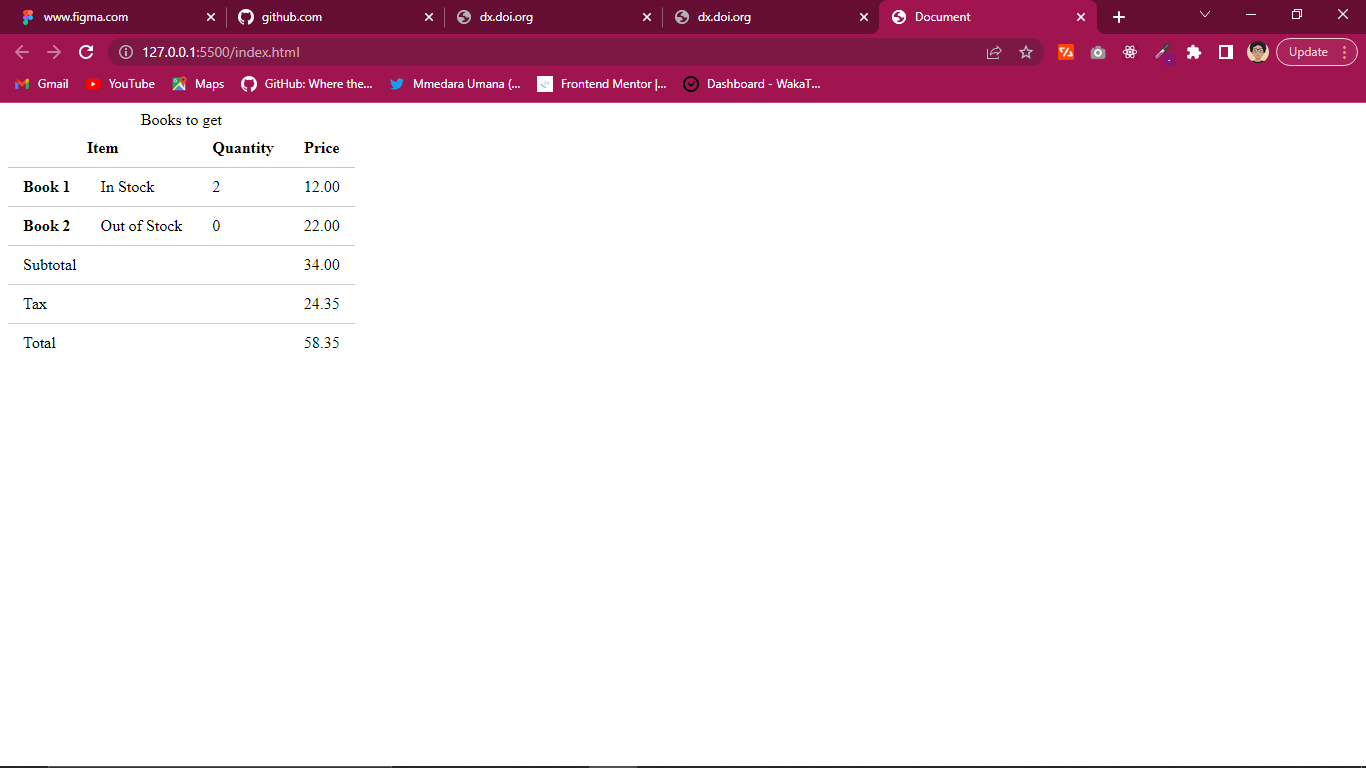 www.figma.com github.com dx.doi.org dx.doi.org Document
127.0.0.1:5500/index.html Update
Gmail YouTube Maps GitHub: Where the... Mmedara Umana (... Frontend Mentor |... Dashboard - WakaT...
Books to get
Item Quantity Price
Book 1 In Stock 2 12.00
Book 2 Out of Stock 0 22.00
Subtotal 34.00
Tax 24.35
Total 58.35